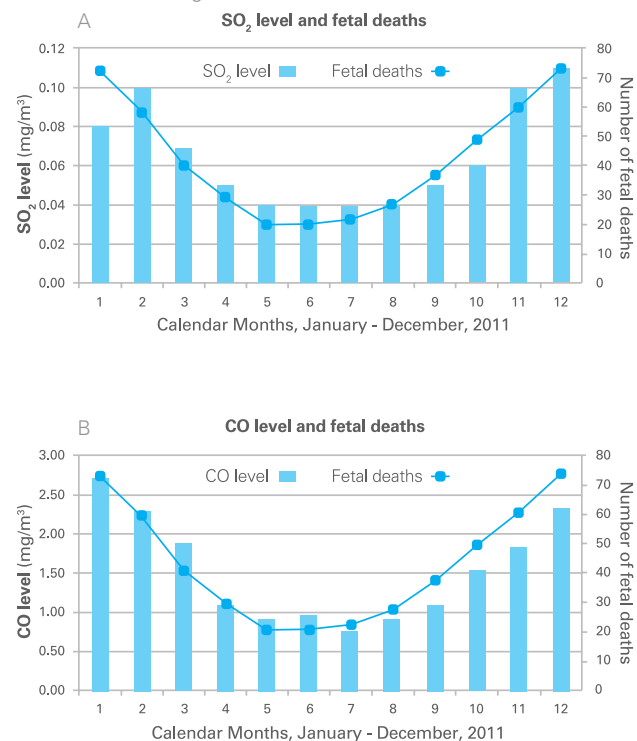 A SO₂ level and fetal deaths
SO₂ level Fetal deaths
SO₂ level (mg/m³)
0.12
0.10
0.08
0.06
0.04
0.02
0.00
80
70
60
50
40
30
20
10
0
Number of fetal deaths
1 2 3 4 5 6 7 8 9 10 11 12
Calendar Months, January - December, 2011
B CO level and fetal deaths
CO level Fetal deaths
CO level (mg/m³)
3.00
2.50
2.00
1.50
1.00
0.50
0.00
80
70
60
50
40
30
20
10
0
Number of fetal deaths
1 2 3 4 5 6 7 8 9 10 11 12
Calendar Months, January - December, 2011